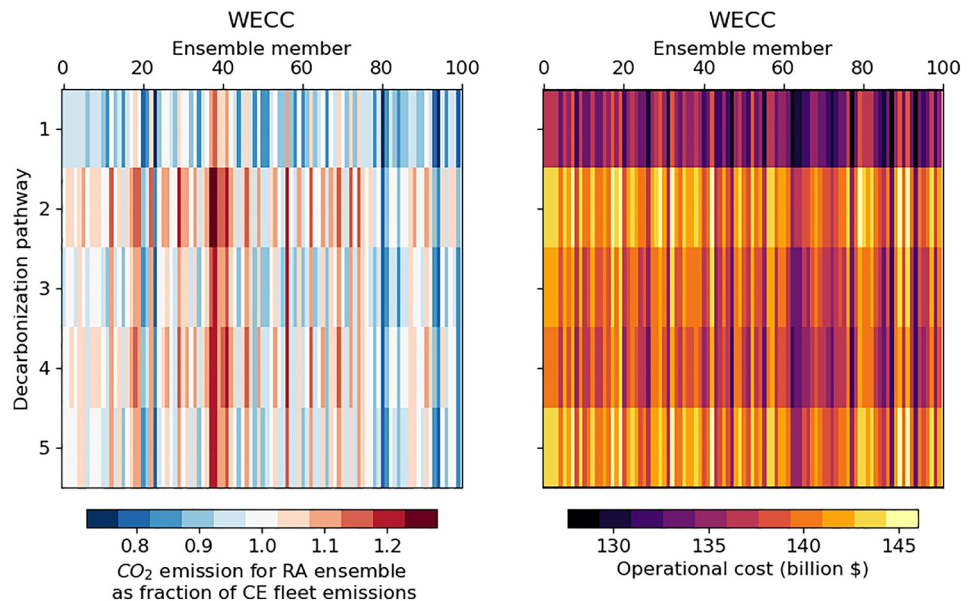 WECC
Ensemble member
0 20 40 60 80 100
Decarbonization pathway
1
2
3
4
5
0.8 0.9 1.0 1.1 1.2
CO2 emission for RA ensemble
as fraction of CE fleet emissions
WECC
Ensemble member
0 20 40 60 80 100
130 135 140 145
Operational cost (billion $)